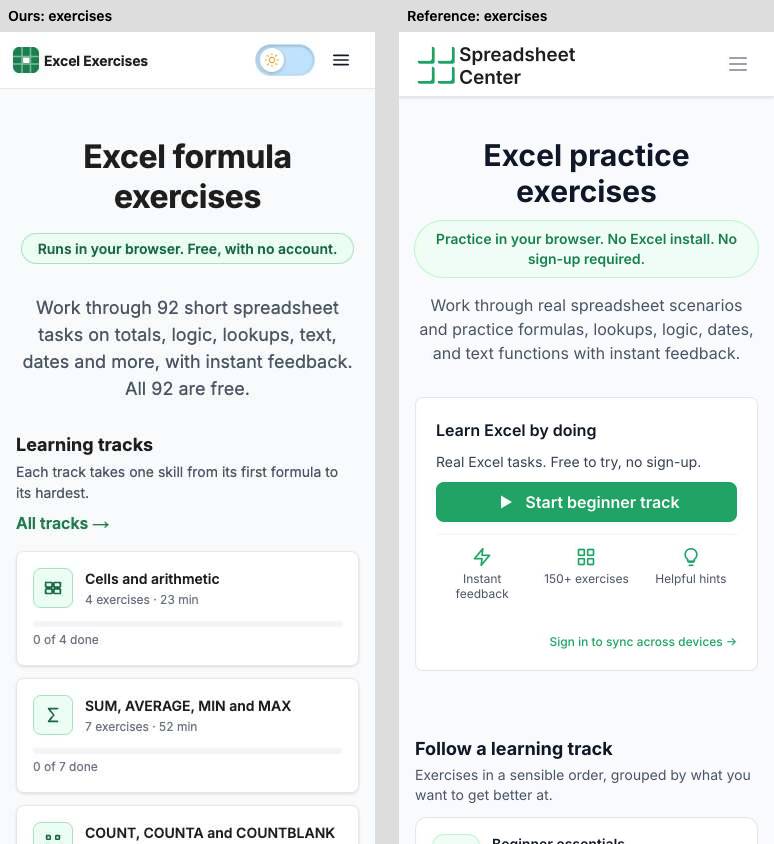 Ours: exercises
Excel Exercises
Excel formula
exercises
Runs in your browser. Free, with no account.
Work through 92 short spreadsheet
tasks on totals, logic, lookups, text,
dates and more, with instant feedback.
All 92 are free.
Learning tracks
Each track takes one skill from its first formula to
its hardest.
All tracks →
Cells and arithmetic
4 exercises · 23 min
0 of 4 done
SUM, AVERAGE, MIN and MAX
7 exercises · 52 min
0 of 7 done
COUNT, COUNTA and COUNTBLANK
Reference: exercises
Spreadsheet
Center
Excel practice
exercises
Practice in your browser. No Excel install. No
sign-up required.
Work through real spreadsheet scenarios
and practice formulas, lookups, logic, dates,
and text functions with instant feedback.
Learn Excel by doing
Real Excel tasks. Free to try, no sign-up.
Start beginner track
Instant
feedback
150+ exercises
Helpful hints
Sign in to sync across devices →
Follow a learning track
Exercises in a sensible order, grouped by what you
want to get better at.
Beginner essentials